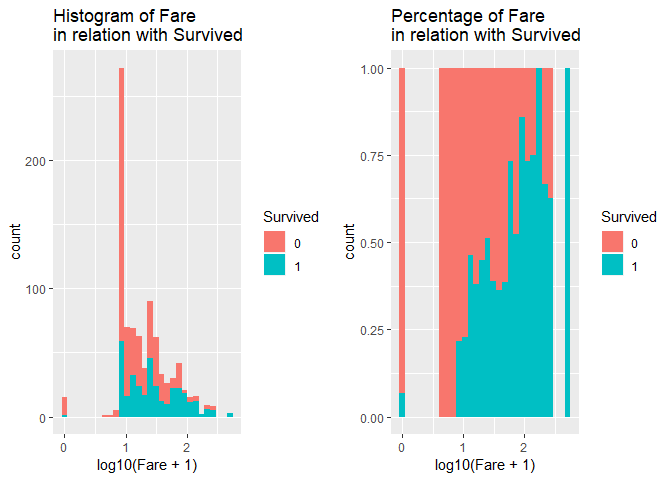 Histogram of Fare
in relation with Survived
200
100
0
count
0
1
2
log10(Fare + 1)
Survived
0
1
Percentage of Fare
in relation with Survived
1.00
0.75
0.50
0.25
0.00
count
0
1
2
log10(Fare + 1)
Survived
0
1